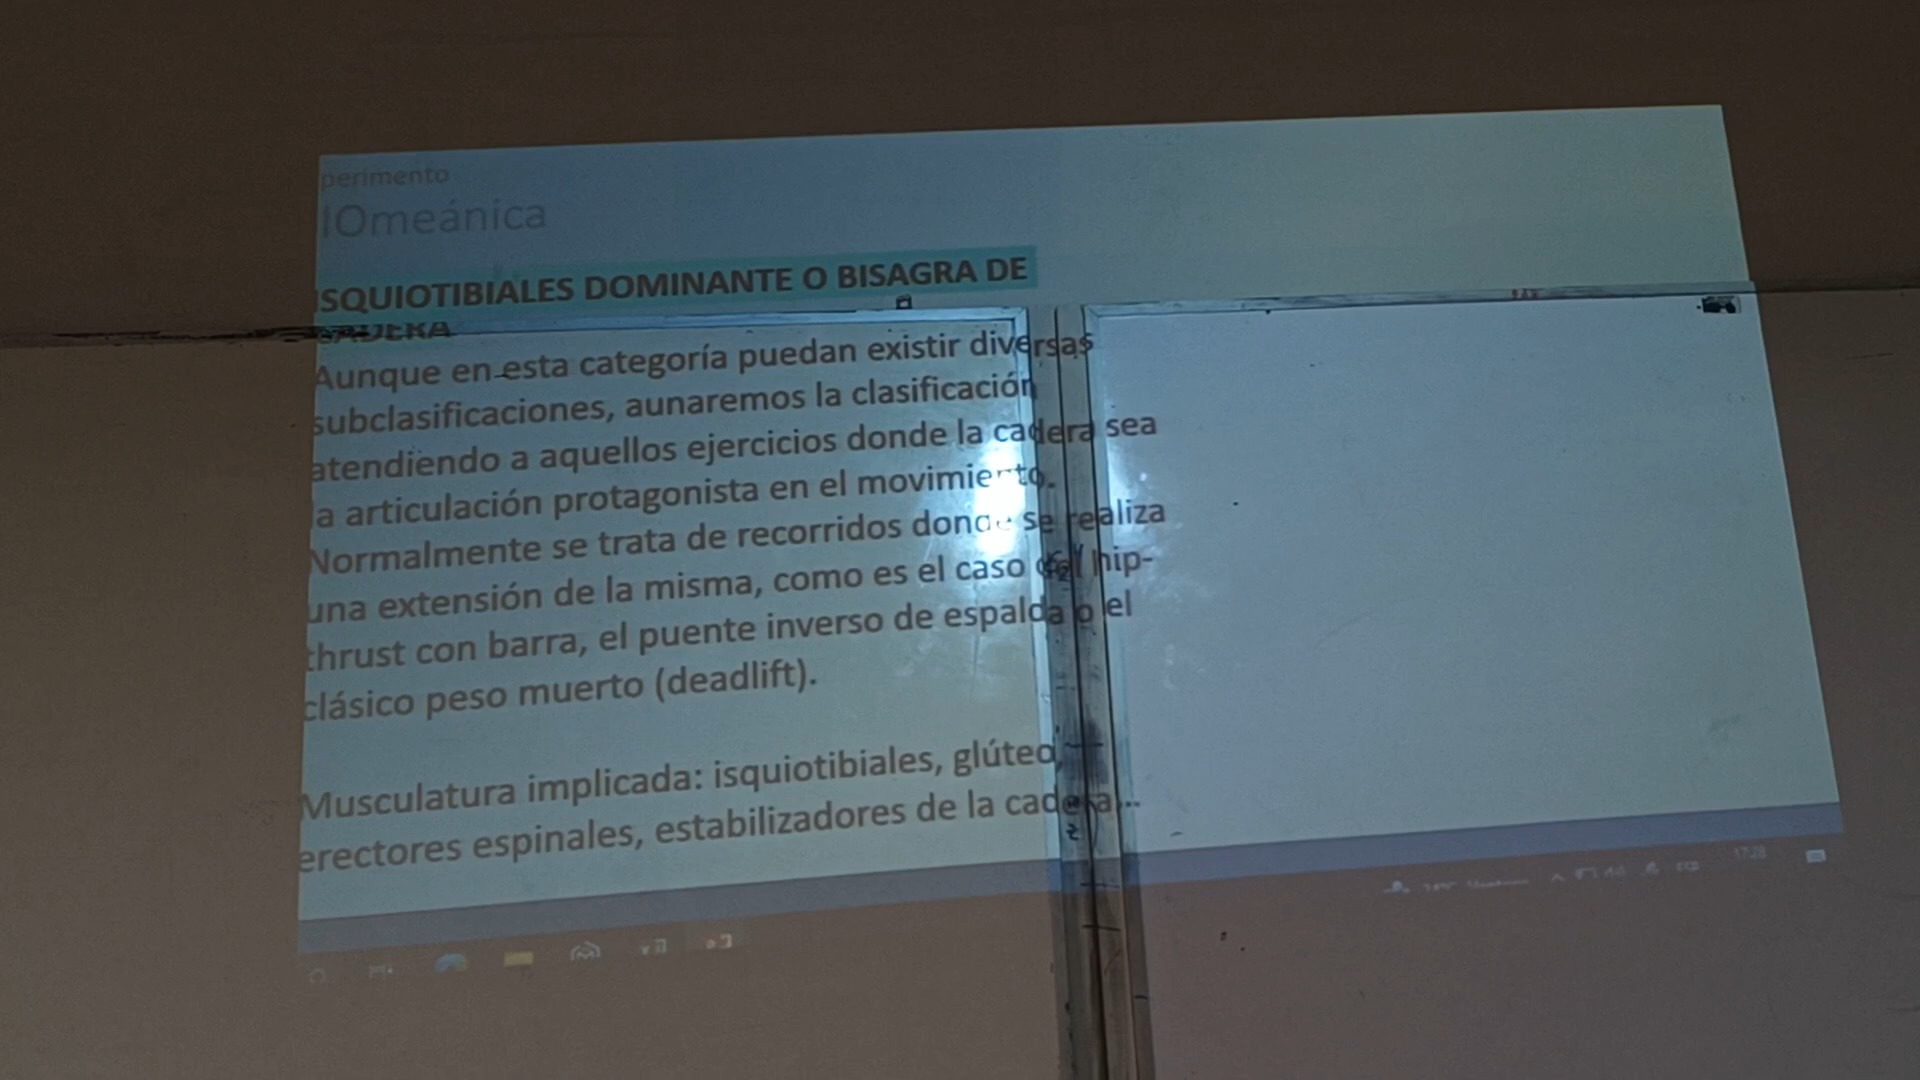 perimento
IOmeánica
ISQUIOTIBIALES DOMINANTE O BISAGRA DE
CADERA
Aunque en esta categoría puedan existir diversas
subclasificaciones, aunaremos la clasificación
atendiendo a aquellos ejercicios donde la cadera sea
la articulación protagonista en el movimiento.
Normalmente se trata de recorridos donde se realiza
una extensión de la misma, como es el caso del hip-
thrust con barra, el puente inverso de espalda o el
clásico peso muerto (deadlift).
Musculatura implicada: isquiotibiales, glúteo,
erectores espinales, estabilizadores de la cadera...
17:28